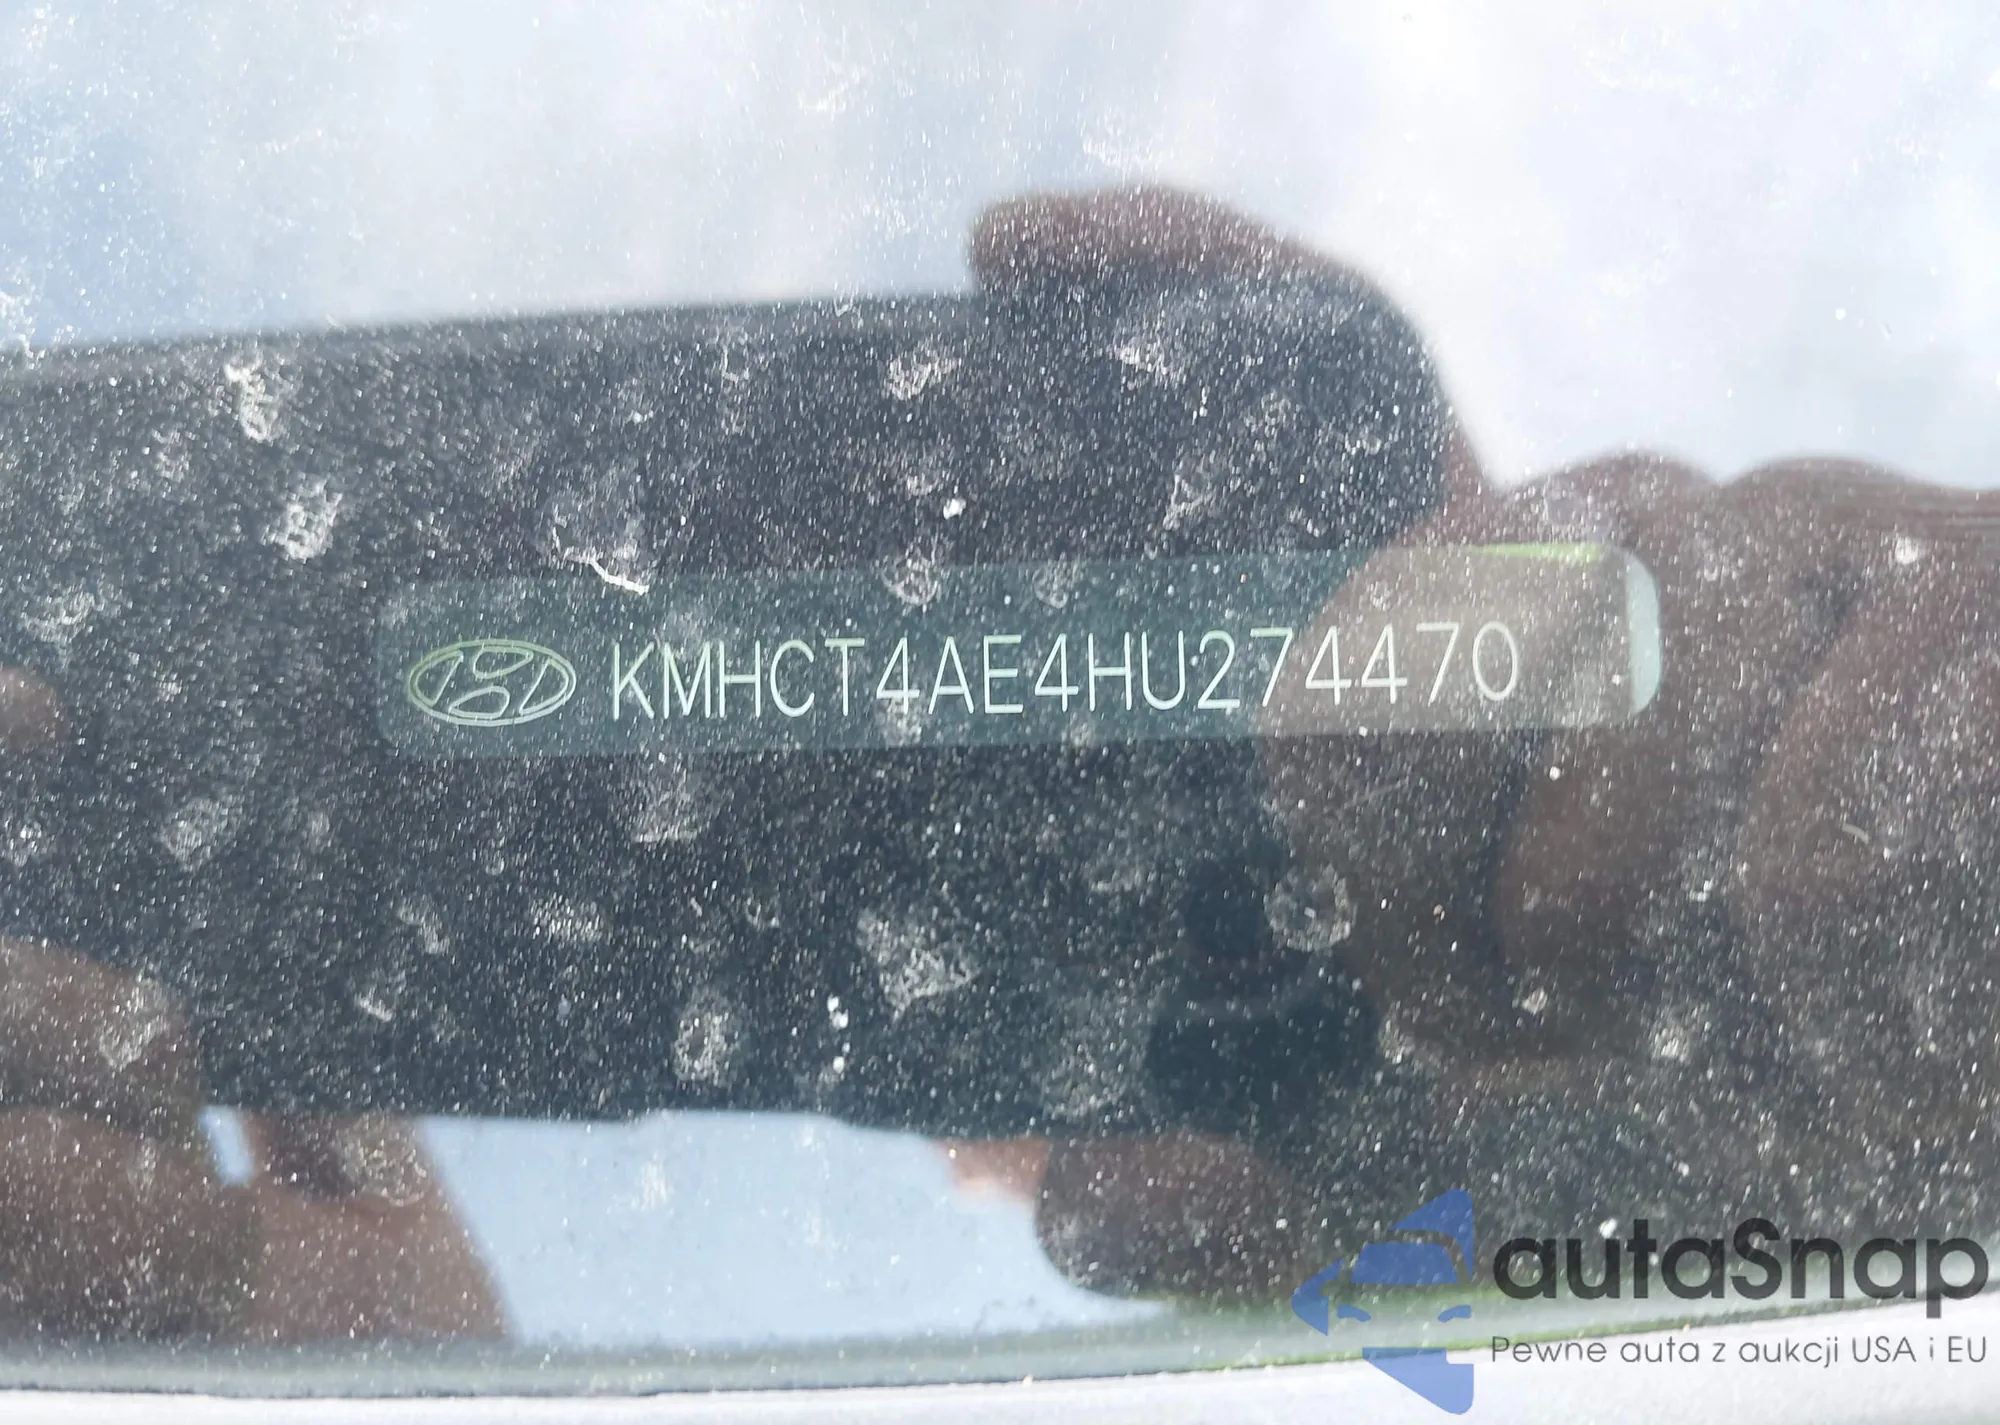 KMHCT4AE4HU274470
autaSnap
Pewne auta z aukcji USA i EU